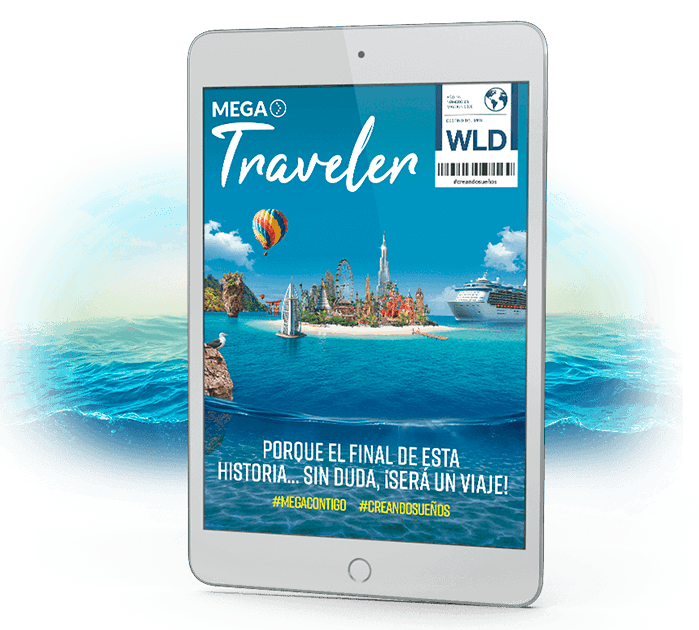 MEGA
Traveler
WLD
#creandosueños
PORQUE EL FINAL DE ESTA
HISTORIA... SIN DUDA, ¡SERÁ UN VIAJE!
#MEGACONTIGO #CREANDOSUEÑOS